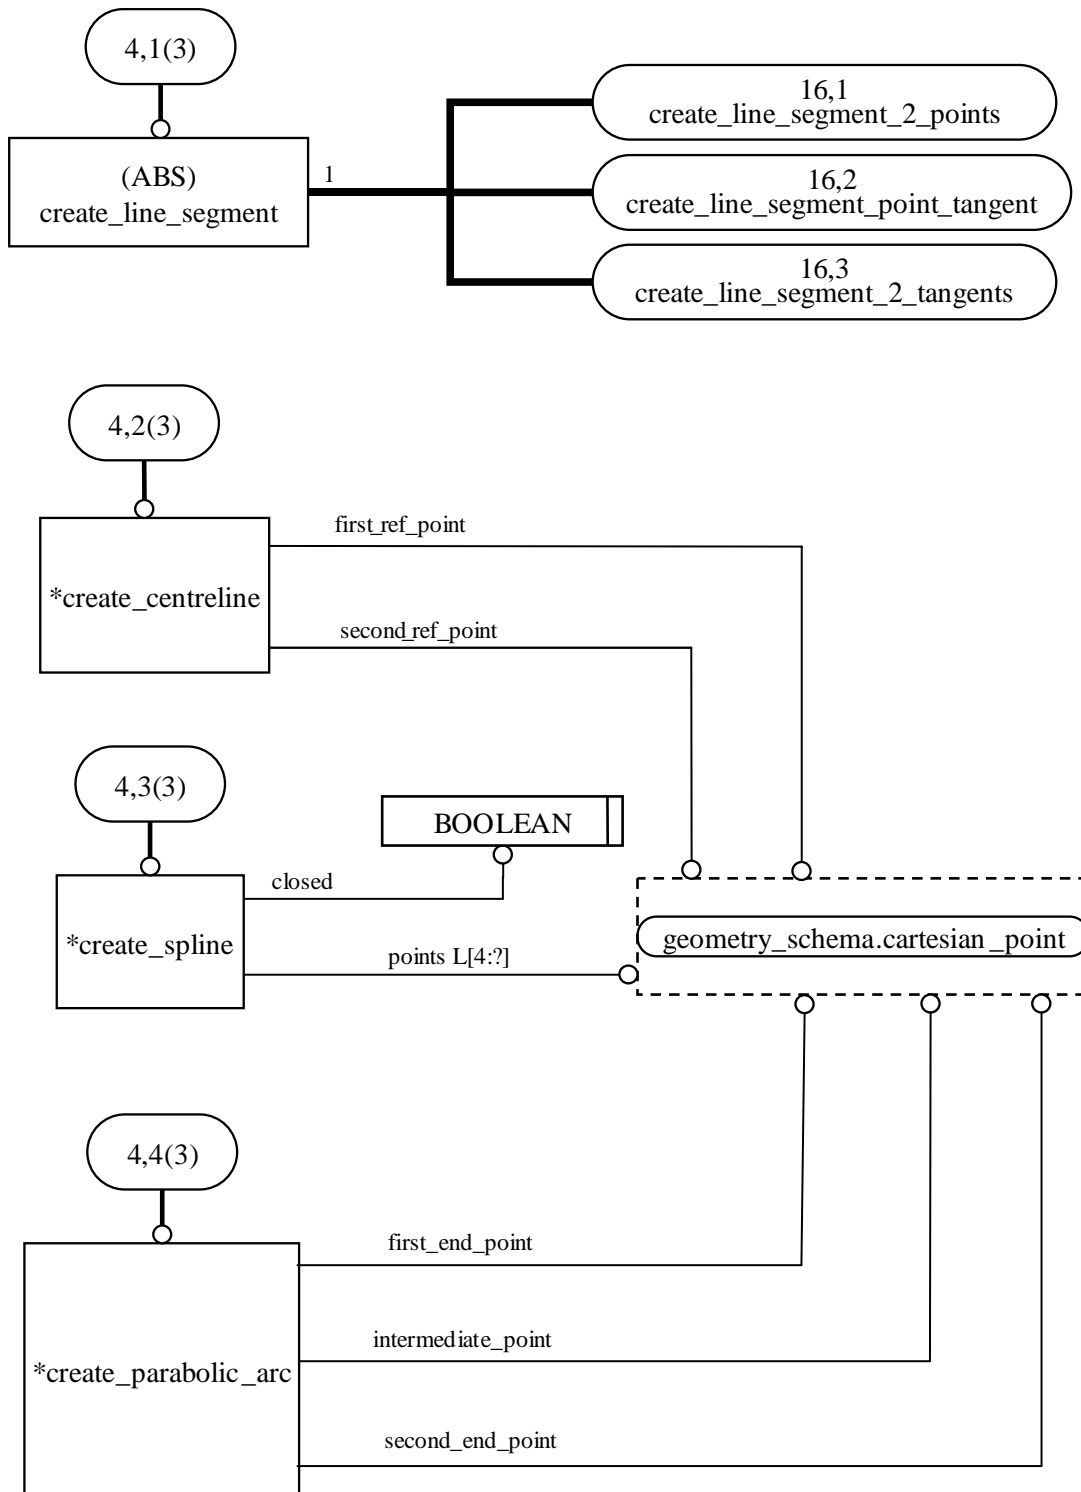 4,1(3)
(ABS)
create_line_segment
1
16,1
create_line_segment_2_points
16,2
create_line_segment_point_tangent
16,3
create_line_segment_2_tangents
4,2(3)
*create_centreline
first_ref_point
second_ref_point
4,3(3)
*create_spline
closed
BOOLEAN
points L[4:?]
geometry_schema.cartesian_point
4,4(3)
*create_parabolic_arc
first_end_point
intermediate_point
second_end_point